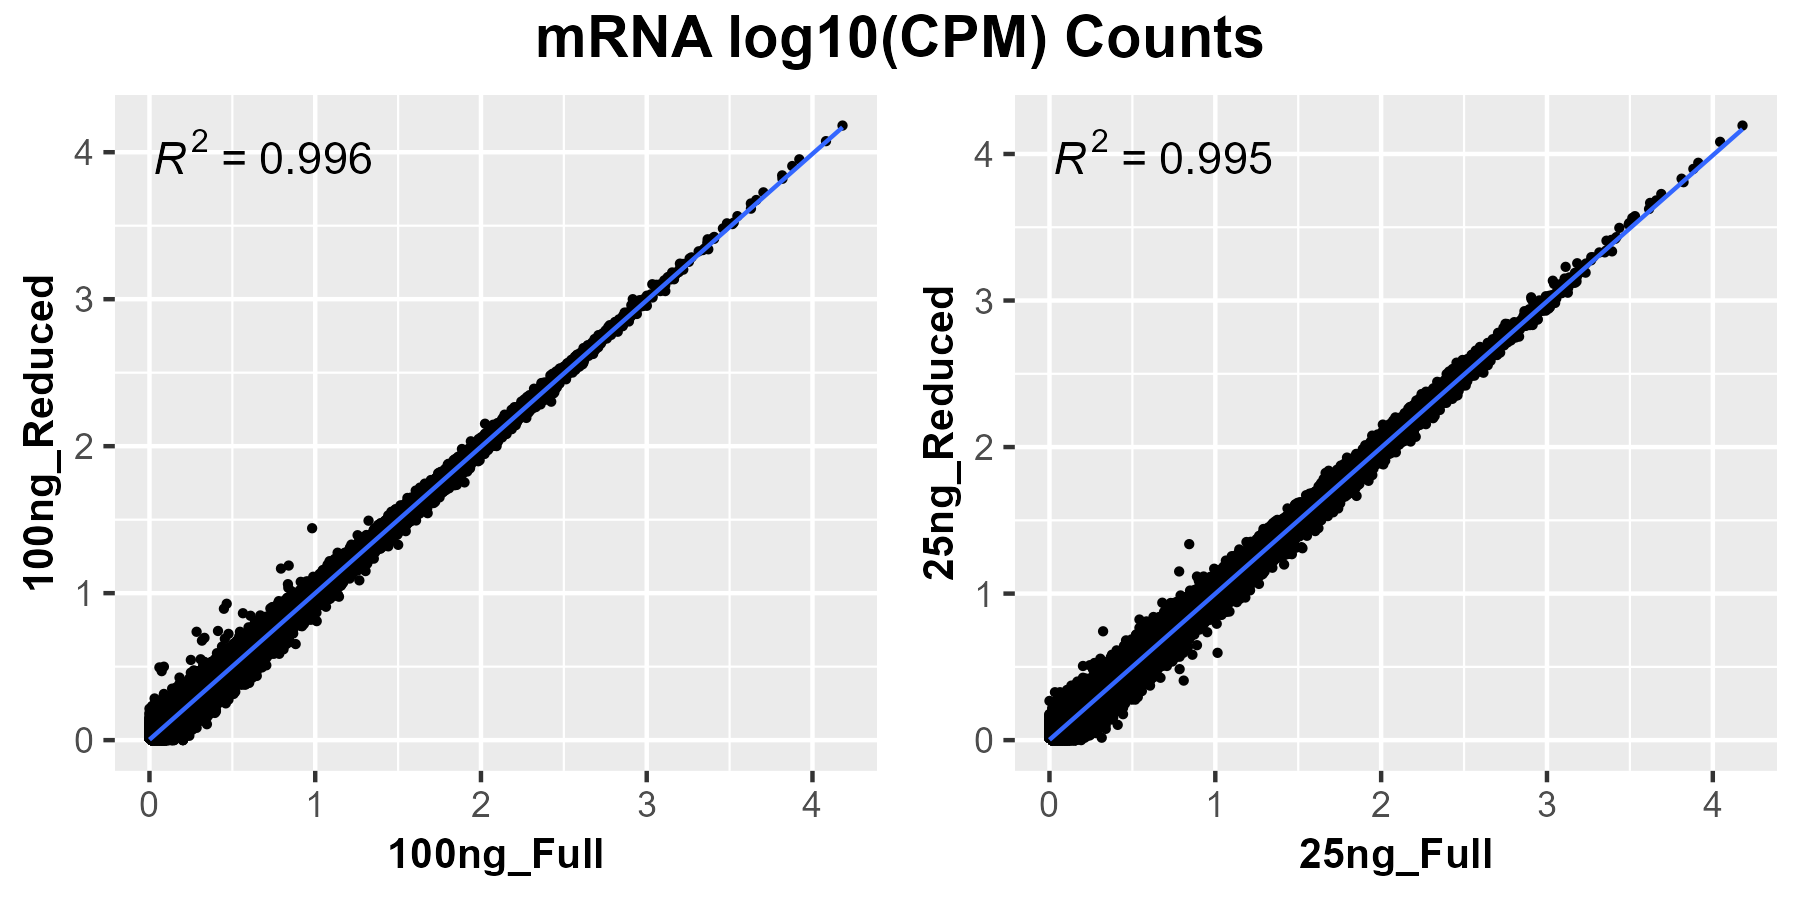 mRNA log10(CPM) Counts
R² = 0.996
4
3
2
1
0
100ng_Reduced
0 1 2 3 4
100ng_Full
R² = 0.995
4
3
2
1
0
25ng_Reduced
0 1 2 3 4
25ng_Full